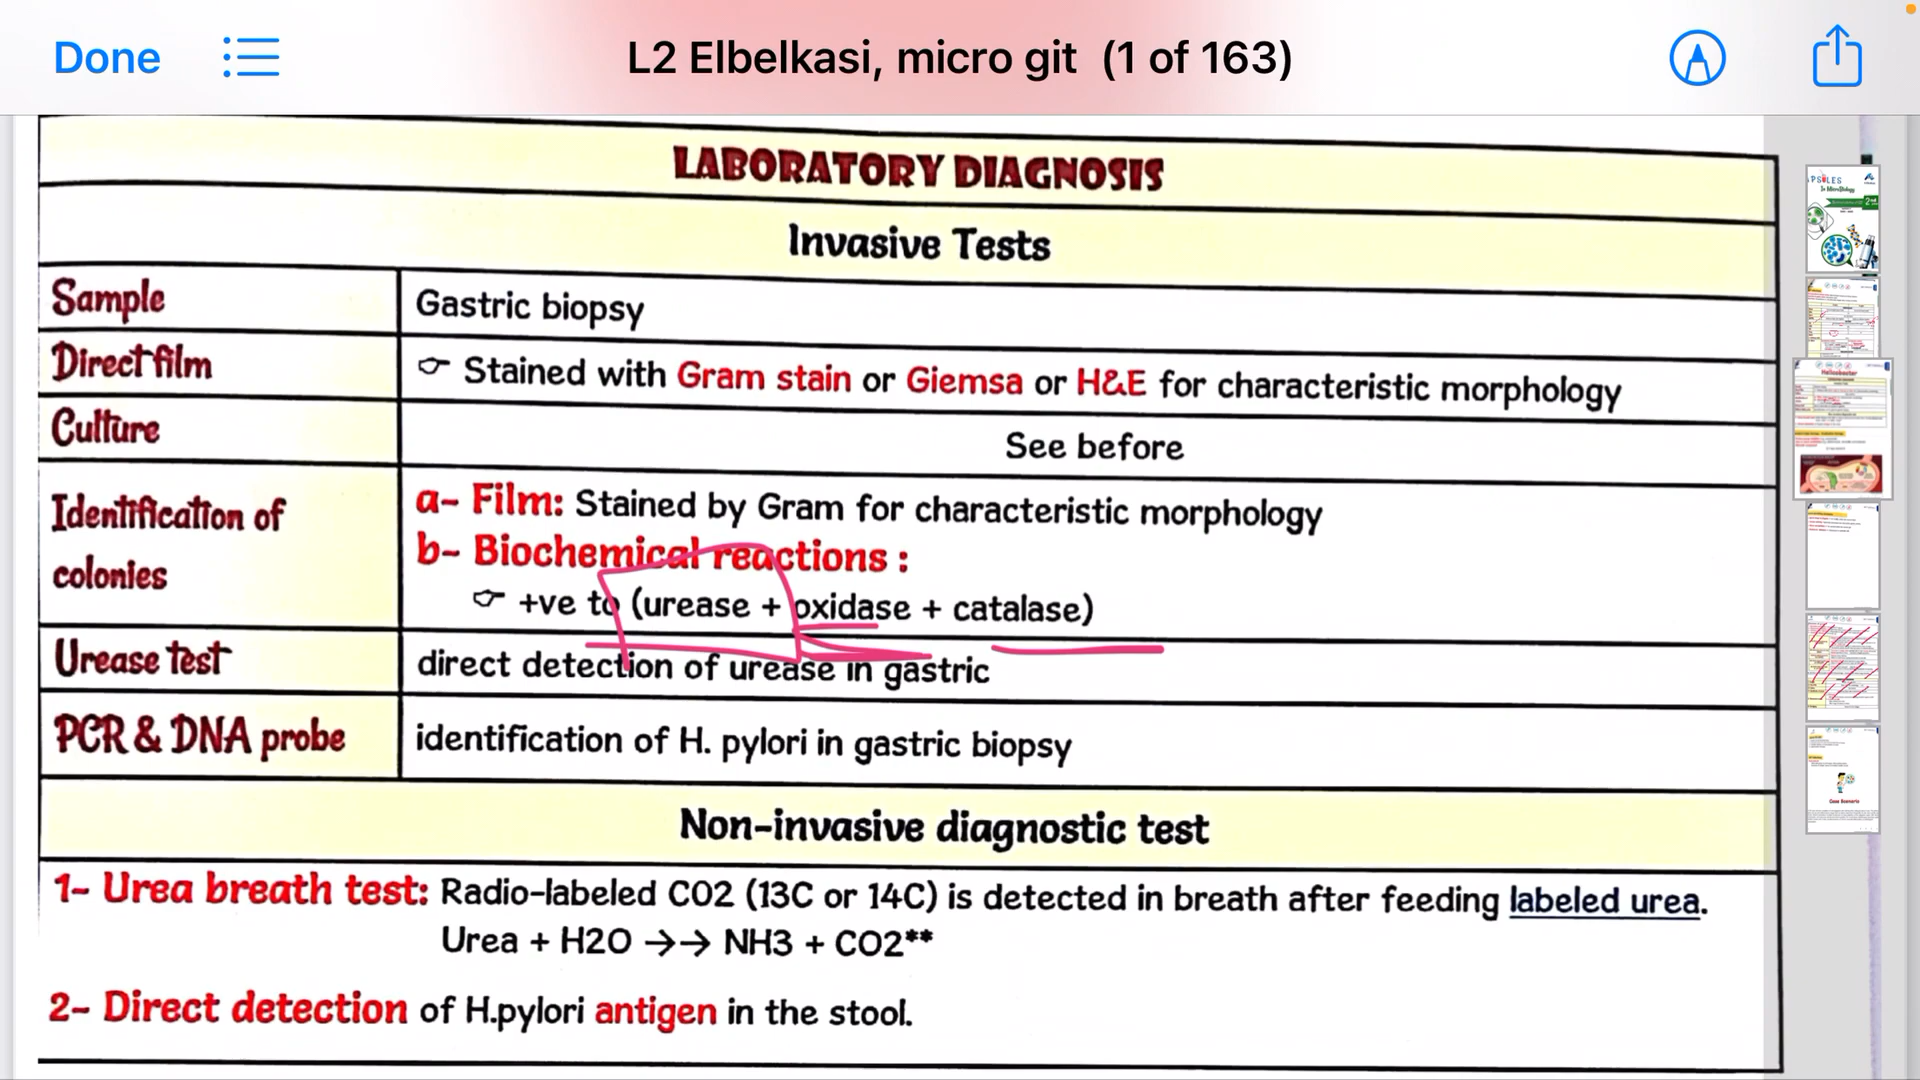 Done
L2 Elbelkasi, micro git (1 of 163)
LABORATORY DIAGNOSIS
Invasive Tests
Sample
Gastric biopsy
Direct film
Stained with Gram stain or Giemsa or H&E for characteristic morphology
Culture
See before
Identification of
colonies
a- Film: Stained by Gram for characteristic morphology
b- Biochemical reactions :
+ve to (urease + oxidase + catalase)
Urease test
direct detection of urease in gastric
PCR & DNA probe
identification of H. pylori in gastric biopsy
Non-invasive diagnostic test
1- Urea breath test: Radio-labeled CO2 (13C or 14C) is detected in breath after feeding labeled urea.
Urea + H2O →→ NH3 + CO2**
2- Direct detection of H.pylori antigen in the stool.